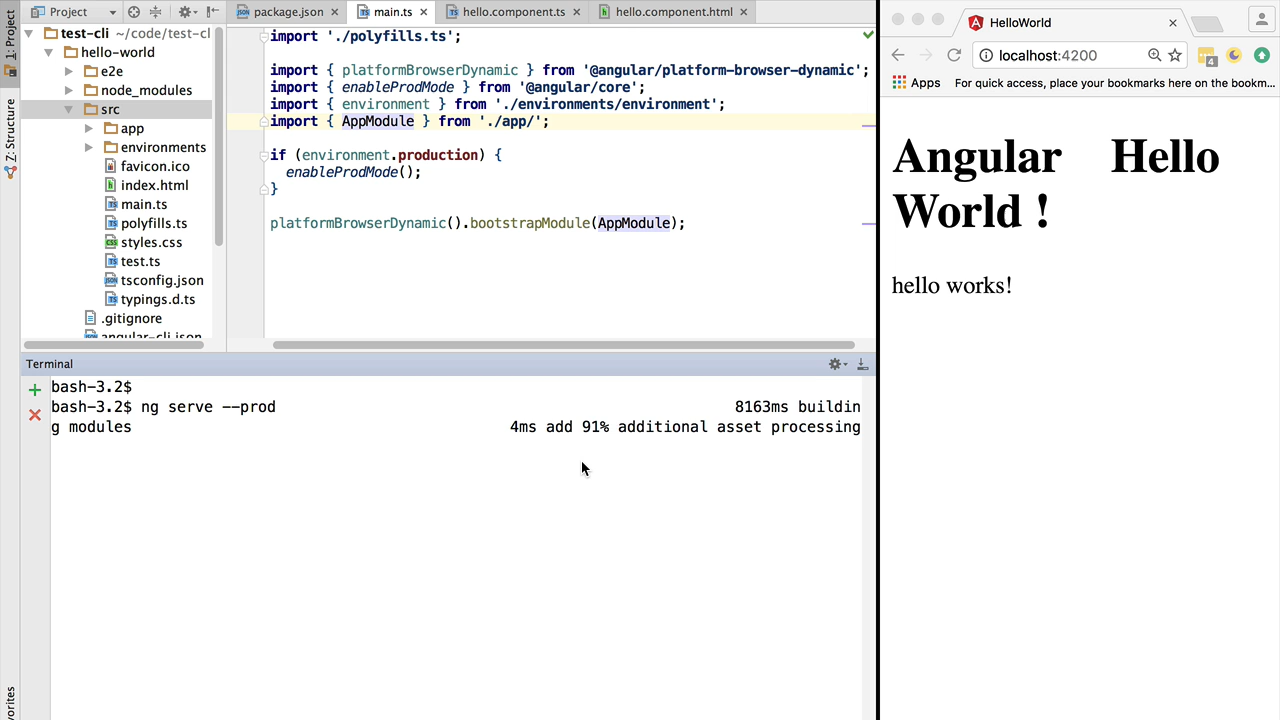 1: Project
Z: Structure
vorites
Project
test-cli ~/code/test-cl
hello-world
e2e
node_modules
src
app
environments
favicon.ico
index.html
main.ts
polyfills.ts
styles.css
test.ts
tsconfig.json
typings.d.ts
.gitignore
angular-cli.json
package.json
main.ts
hello.component.ts
hello.component.html
import './polyfills.ts';
import { platformBrowserDynamic } from '@angular/platform-browser-dynamic';
import { enableProdMode } from '@angular/core';
import { environment } from './environments/environment';
import { AppModule } from './app/';
if (environment.production) {
enableProdMode();
}
platformBrowserDynamic().bootstrapModule(AppModule);
Terminal
bash-3.2$
bash-3.2$ ng serve --prod 8163ms buildin
g modules 4ms add 91% additional asset processing
HelloWorld
localhost:4200
4
Apps For quick access, place your bookmarks here on the bookm...
Angular Hello
World !
hello works!